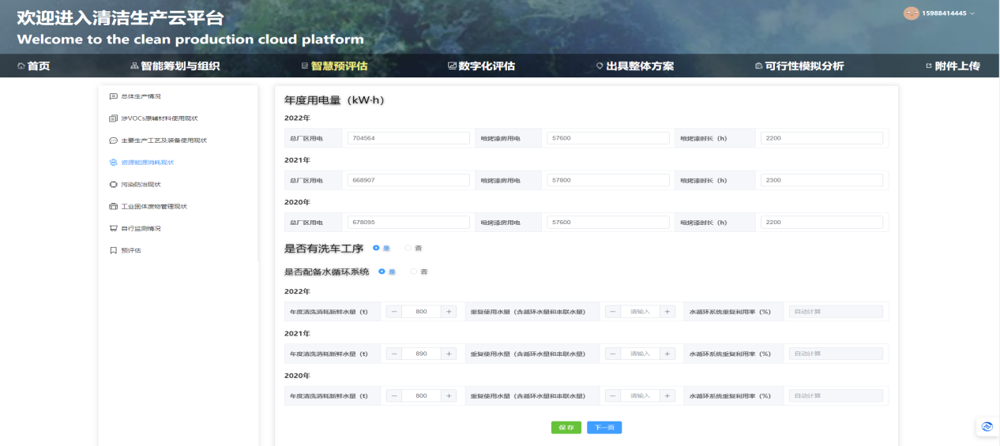 欢迎进入清洁生产云平台
15988414445
Welcome to the clean production cloud platform
首页 智能筹划与组织 智慧预评估 数字化评估 出具整体方案 可行性模拟分析 附件上传
总体生产情况
涉VOCs原辅材料使用现状
主要生产工艺及装备使用现状
资源能源消耗现状
污染防治现状
工业固体废物管理现状
自行监测情况
预评估
年度用电量（kW·h）
2022年
总厂区用电 704564 喷烤漆房用电 57600 喷烤漆时长（h） 2200
2021年
总厂区用电 668907 喷烤漆房用电 57800 喷烤漆时长（h） 2300
2020年
总厂区用电 678095 喷烤漆房用电 57600 喷烤漆时长（h） 2200
是否有洗车工序 是 否
是否配备水循环系统 是 否
2022年
年度清洗消耗新鲜水量（t） － 800 ＋ 重复使用水量（含循环水量和串联水量） － 请输入 ＋ 水循环系统重复利用率（%） 自动计算
2021年
年度清洗消耗新鲜水量（t） － 890 ＋ 重复使用水量（含循环水量和串联水量） － 请输入 ＋ 水循环系统重复利用率（%） 自动计算
2020年
年度清洗消耗新鲜水量（t） － 800 ＋ 重复使用水量（含循环水量和串联水量） － 请输入 ＋ 水循环系统重复利用率（%） 自动计算
保存 下一页